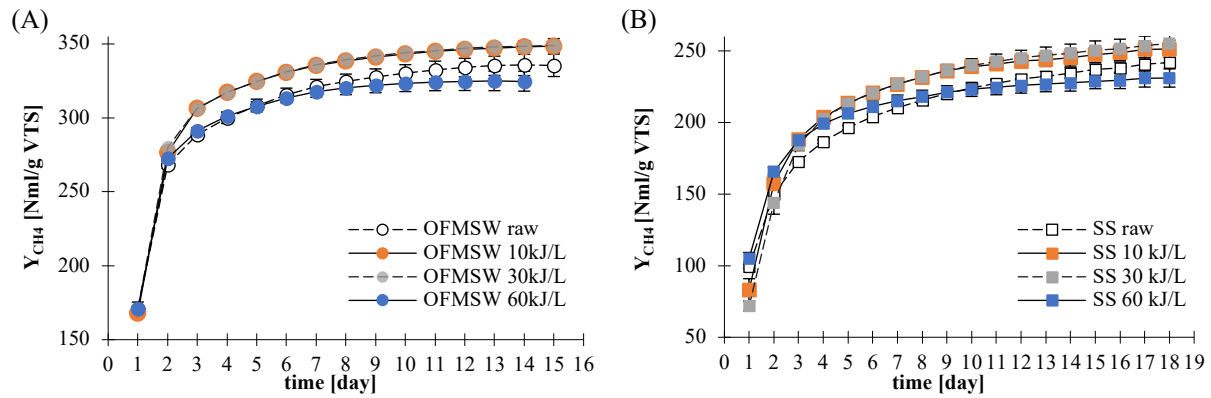 (A)
350
300
250
200
150
Y_CH4 [Nml/g VTS]
OFMSW raw
OFMSW 10kJ/L
OFMSW 30kJ/L
OFMSW 60kJ/L
0 1 2 3 4 5 6 7 8 9 10 11 12 13 14 15 16
time [day]
(B)
250
200
150
100
50
Y_CH4 [Nml/g VTS]
SS raw
SS 10 kJ/L
SS 30 kJ/L
SS 60 kJ/L
0 1 2 3 4 5 6 7 8 9 10 11 12 13 14 15 16 17 18 19
time [day]